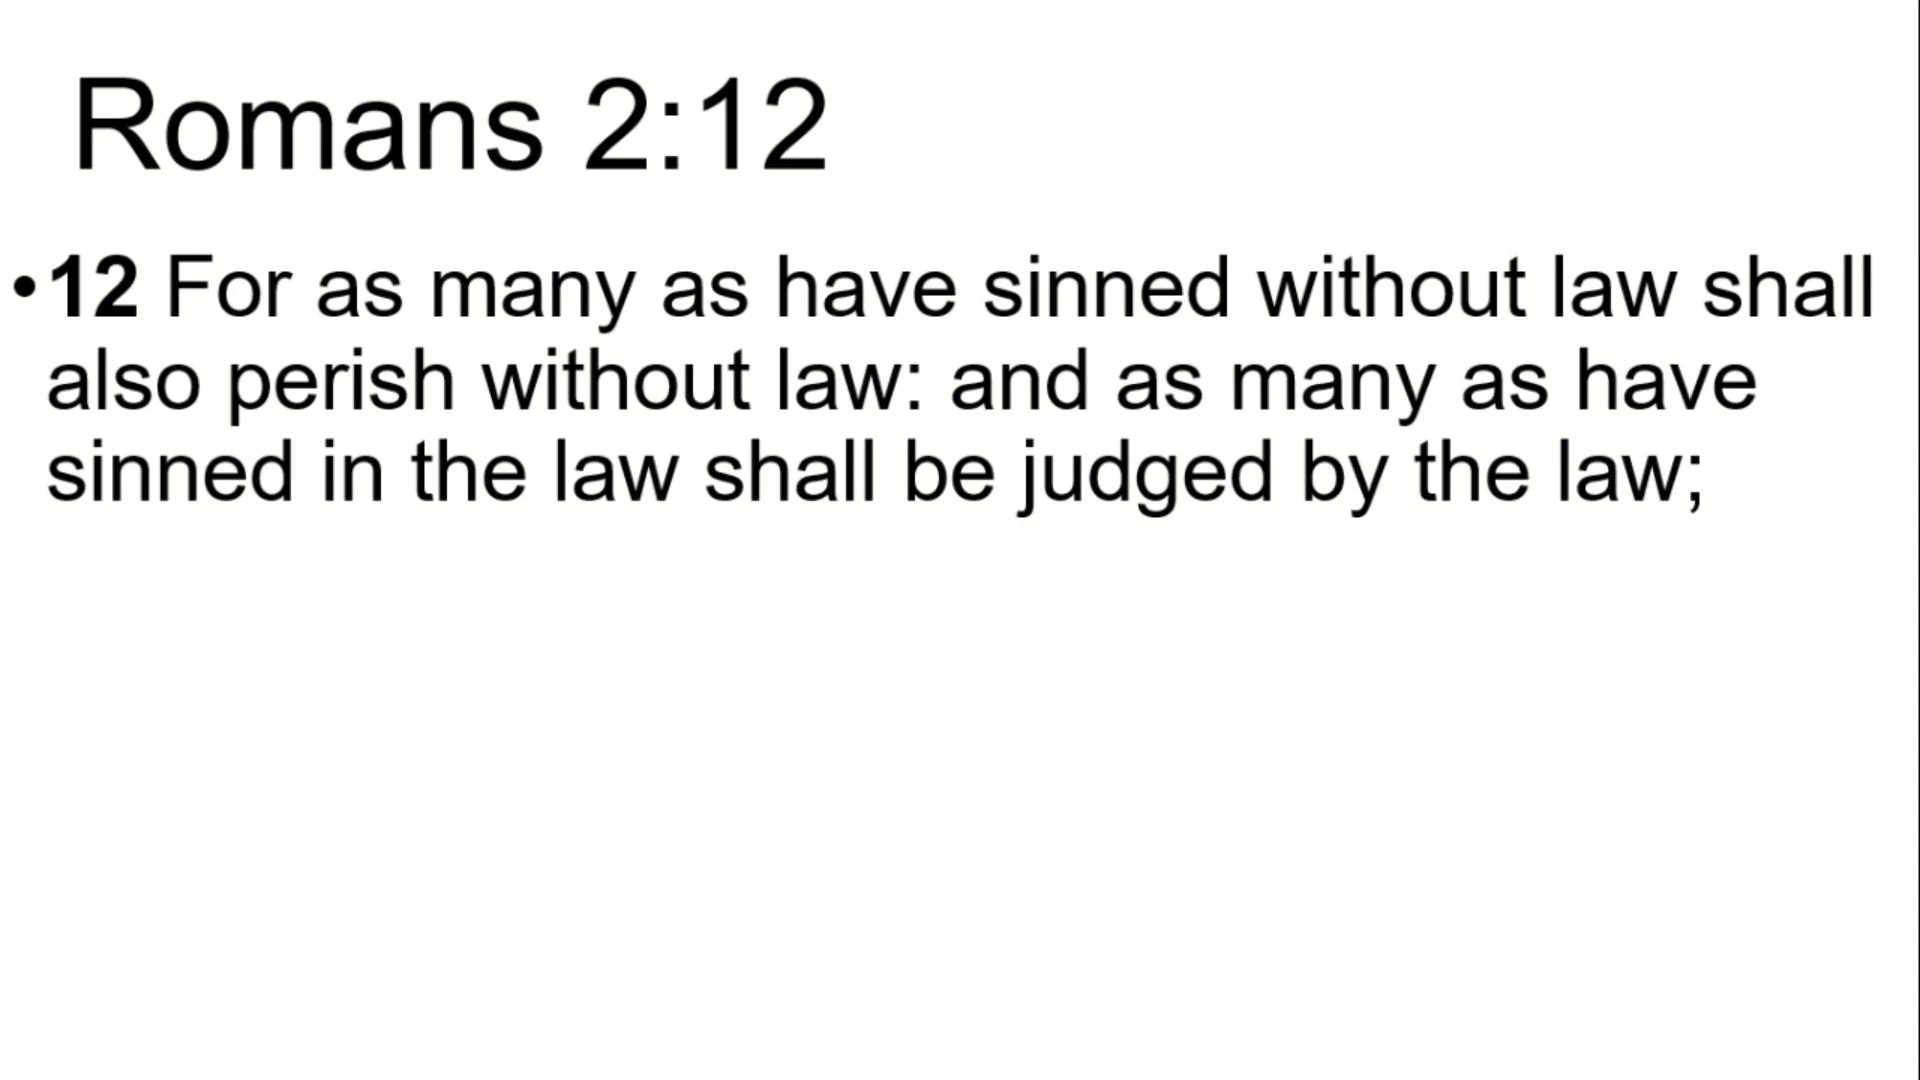 Romans 2:12
•12 For as many as have sinned without law shall
also perish without law: and as many as have
sinned in the law shall be judged by the law;